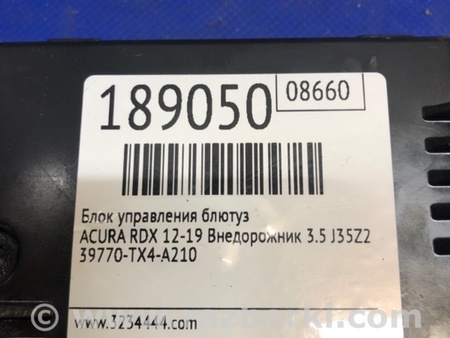 189050
08660
Блок управления блютуз
ACURA RDX 12-19 Внедорожник 3.5 J35Z2
39770-TX4-A210
www.3234444.com